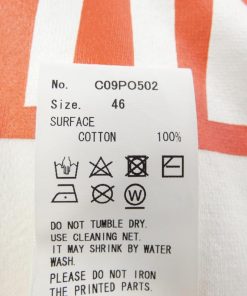 No. C09PO502
Size. 46
SURFACE
COTTON 100%
W
DO NOT TUMBLE DRY.
USE CLEANING NET.
IT MAY SHRINK BY WATER
WASH.
PLEASE DO NOT IRON
THE PRINTED PARTS.